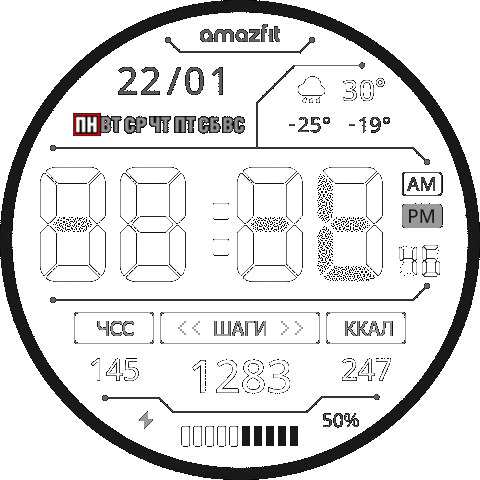 amazfit
22/01
30°
-25° -19°
ПН ВТ СР ЧТ ПТ СБ ВС
AM
PM
46
ЧСС
<< ШАГИ >>
ККАЛ
145
1283
247
50%